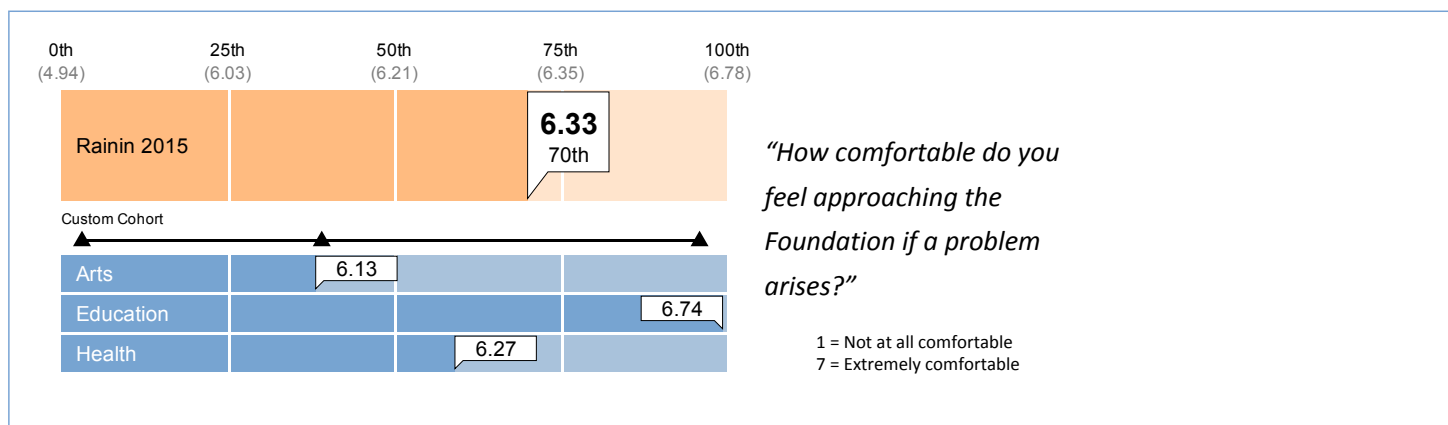 0th 25th 50th 75th 100th
(4.94) (6.03) (6.21) (6.35) (6.78)
Rainin 2015
6.33
70th
Custom Cohort
Arts 6.13
Education 6.74
Health 6.27
“How comfortable do you
feel approaching the
Foundation if a problem
arises?”
1 = Not at all comfortable
7 = Extremely comfortable